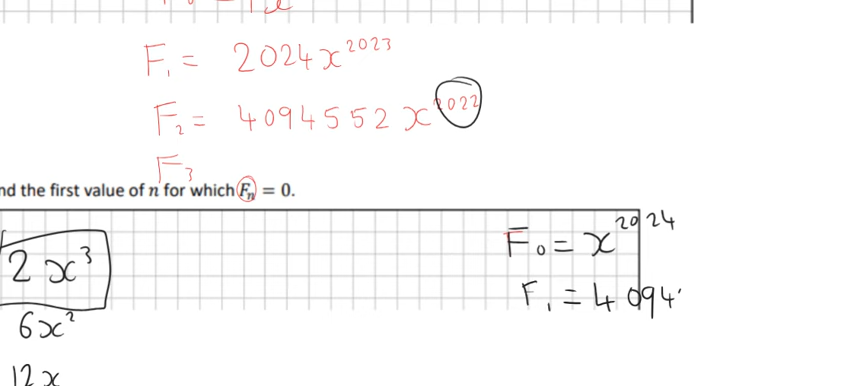 F₁ = 2024x²⁰²³
F₂ = 4094552x²⁰²²
F₃
nd the first value of n for which Fₙ = 0.
F₀ = x²⁰²⁴
2x³
F₁ = 4094
6x²
12x